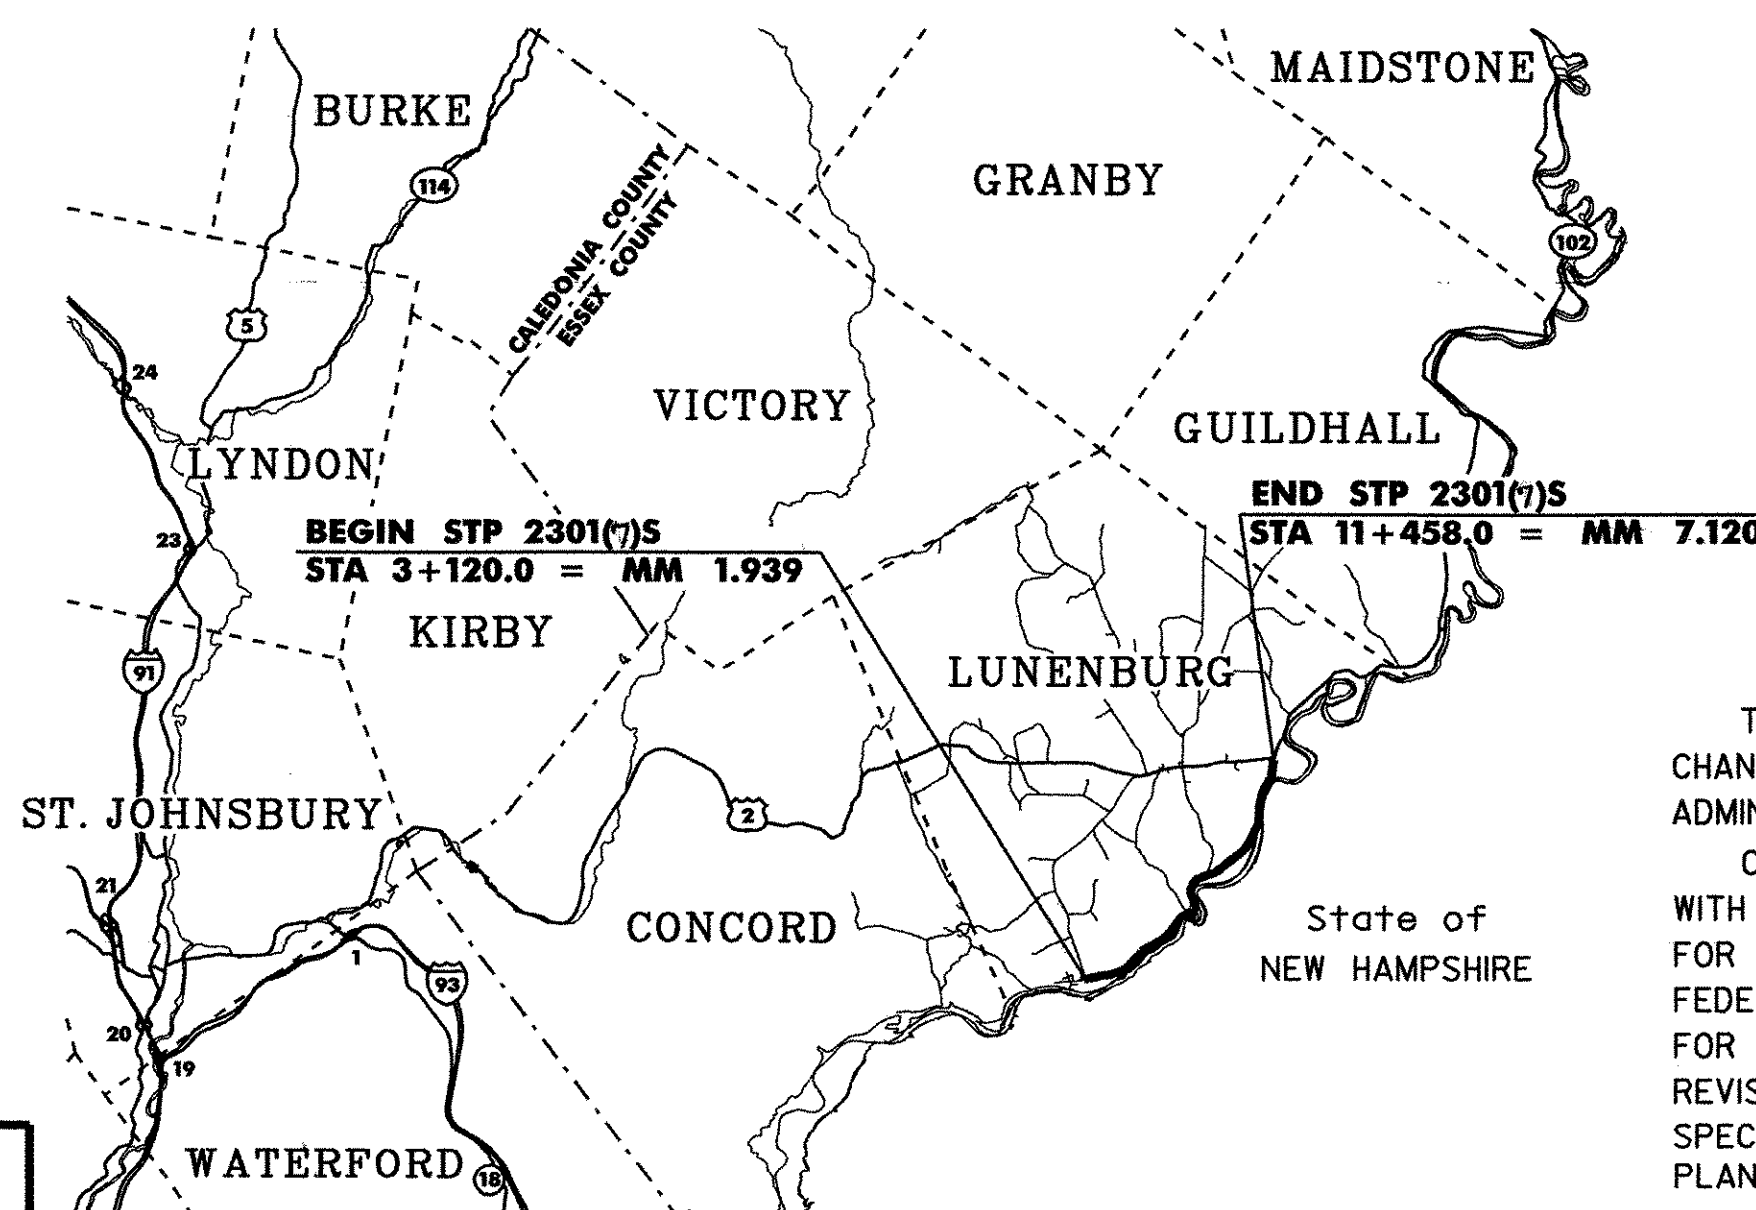 MAIDSTONE
BURKE
GRANBY
114
CALEDONIA COUNTY
ESSEX COUNTY
102
5
24
VICTORY
GUILDHALL
LYNDON
END STP 2301(7)S
STA 11+458.0 = MM 7.120
BEGIN STP 2301(7)S
STA 3+120.0 = MM 1.939
23
KIRBY
91
LUNENBURG
T
CHAN
ADMIN
2
ST. JOHNSBURY
C
21
CONCORD
State of
NEW HAMPSHIRE
WITH
FOR
FEDE
FOR
REVIS
SPEC
PLAN
1
93
20
19
WATERFORD
18